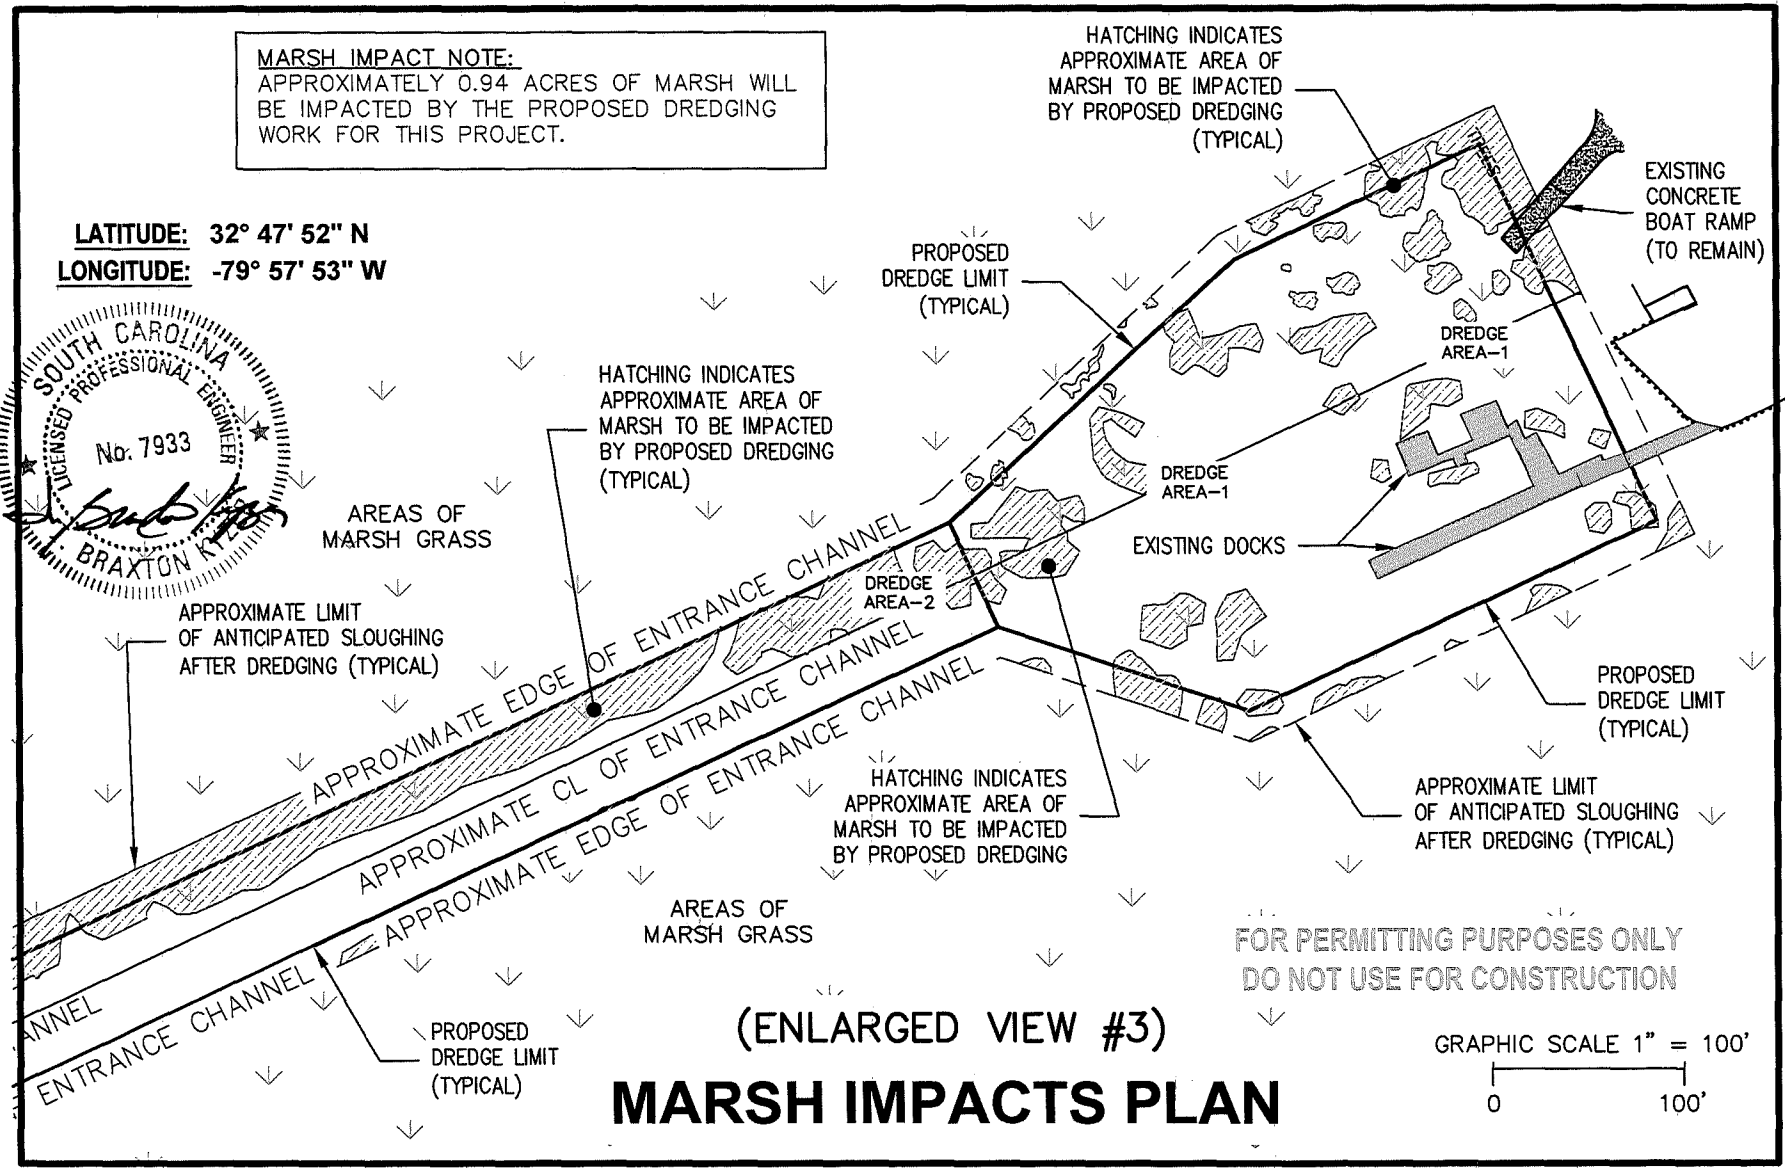 MARSH IMPACT NOTE:
APPROXIMATELY 0.94 ACRES OF MARSH WILL
BE IMPACTED BY THE PROPOSED DREDGING
WORK FOR THIS PROJECT.
HATCHING INDICATES
APPROXIMATE AREA OF
MARSH TO BE IMPACTED
BY PROPOSED DREDGING
(TYPICAL)
EXISTING
CONCRETE
BOAT RAMP
(TO REMAIN)
LATITUDE: 32° 47' 52" N
LONGITUDE: -79° 57' 53" W
PROPOSED
DREDGE LIMIT
(TYPICAL)
SOUTH CAROLINA
LICENSED PROFESSIONAL ENGINEER
No. 7933
BRAXTON
DREDGE
AREA-1
HATCHING INDICATES
APPROXIMATE AREA OF
MARSH TO BE IMPACTED
BY PROPOSED DREDGING
(TYPICAL)
DREDGE
AREA-1
AREAS OF
MARSH GRASS
EXISTING DOCKS
DREDGE
AREA-2
APPROXIMATE LIMIT
OF ANTICIPATED SLOUGHING
AFTER DREDGING (TYPICAL)
APPROXIMATE EDGE OF ENTRANCE CHANNEL
APPROXIMATE CL OF ENTRANCE CHANNEL
APPROXIMATE EDGE OF ENTRANCE CHANNEL
PROPOSED
DREDGE LIMIT
(TYPICAL)
HATCHING INDICATES
APPROXIMATE AREA OF
MARSH TO BE IMPACTED
BY PROPOSED DREDGING
APPROXIMATE LIMIT
OF ANTICIPATED SLOUGHING
AFTER DREDGING (TYPICAL)
AREAS OF
MARSH GRASS
FOR PERMITTING PURPOSES ONLY
DO NOT USE FOR CONSTRUCTION
ANNEL
ENTRANCE CHANNEL
PROPOSED
DREDGE LIMIT
(TYPICAL)
(ENLARGED VIEW #3)
MARSH IMPACTS PLAN
GRAPHIC SCALE 1" = 100'
0 100'